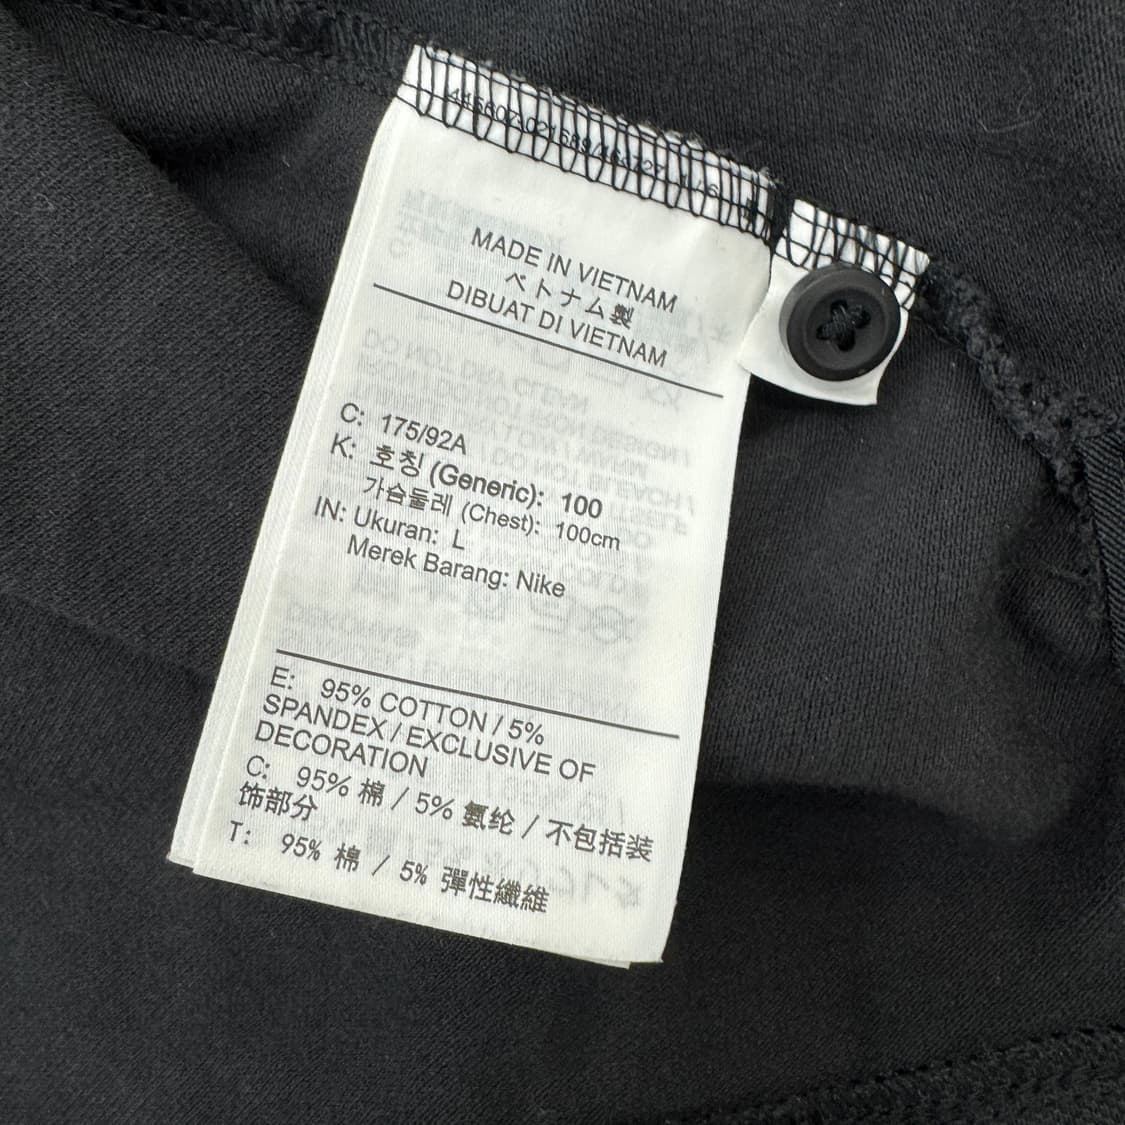 MADE IN VIETNAM
ベトナム製
DIBUAT DI VIETNAM
C: 175/92A
K: 호칭 (Generic): 100
가슴둘레 (Chest): 100cm
IN: Ukuran: L
Merek Barang: Nike
E: 95% COTTON / 5%
SPANDEX / EXCLUSIVE OF
DECORATION
C: 95% 棉 / 5% 氨纶 / 不包括装
饰部分
T: 95% 棉 / 5% 彈性纖維